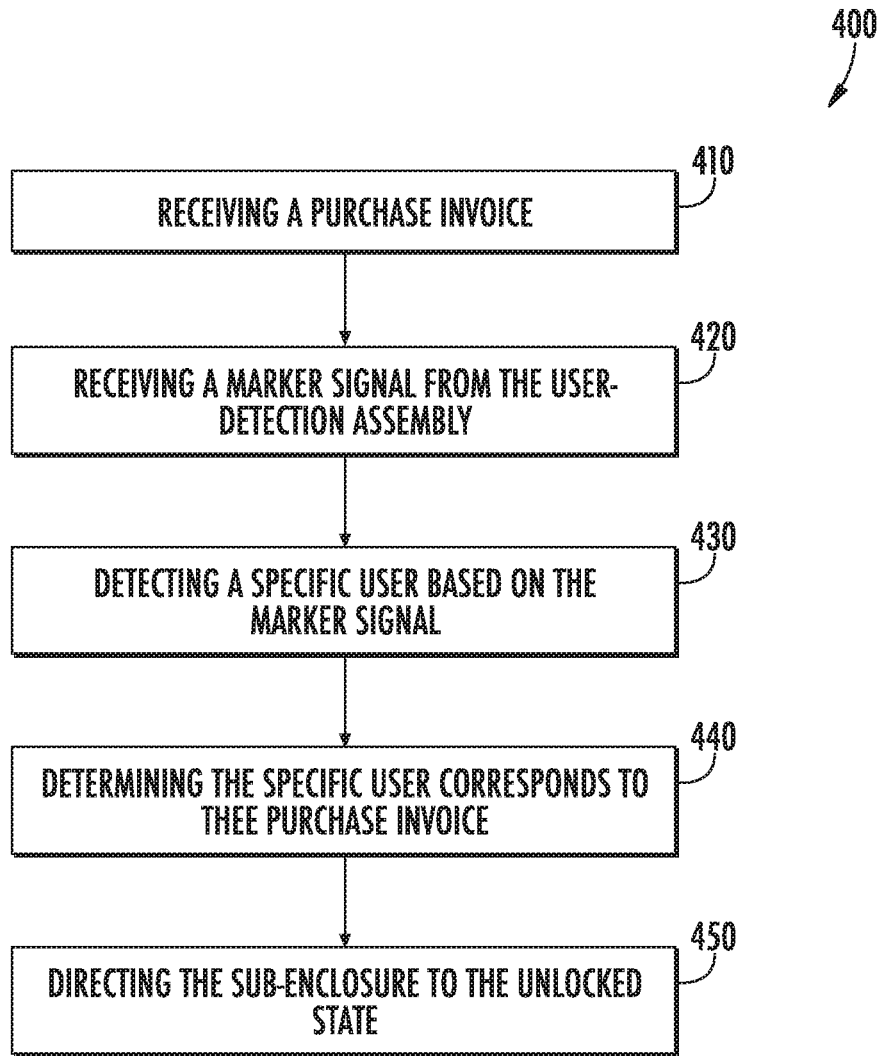 400
410
RECEIVING A PURCHASE INVOICE
420
RECEIVING A MARKER SIGNAL FROM THE USER-
DETECTION ASSEMBLY
430
DETECTING A SPECIFIC USER BASED ON THE
MARKER SIGNAL
440
DETERMINING THE SPECIFIC USER CORRESPONDS TO
THEE PURCHASE INVOICE
450
DIRECTING THE SUB-ENCLOSURE TO THE UNLOCKED
STATE